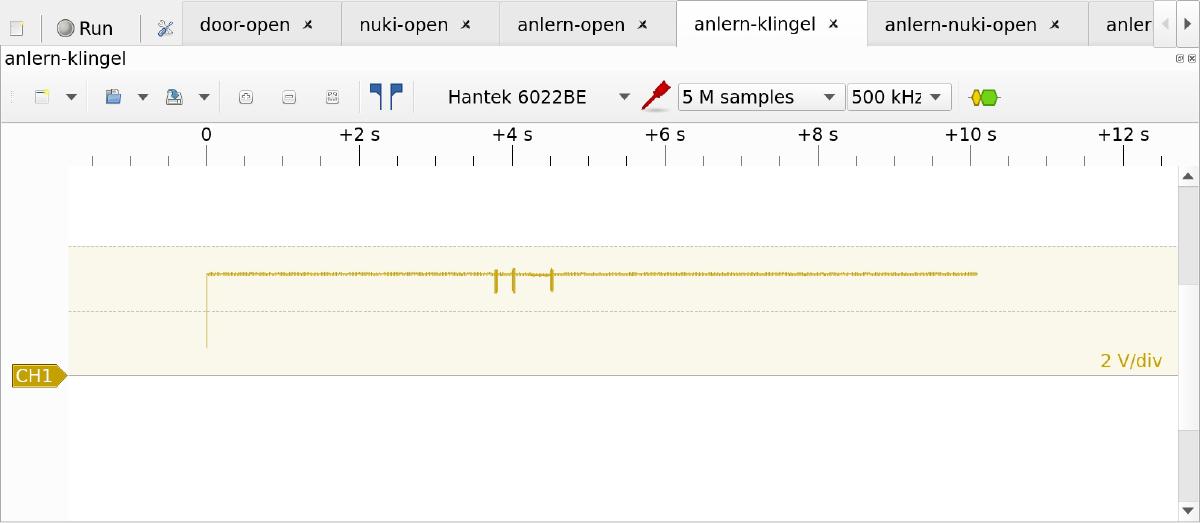 Run
door-open
nuki-open
anlern-open
anlern-klingel
anlern-nuki-open
anler
anlern-klingel
Hantek 6022BE
5 M samples
500 kHz
0
+2 s
+4 s
+6 s
+8 s
+10 s
+12 s
2 V/div
CH1